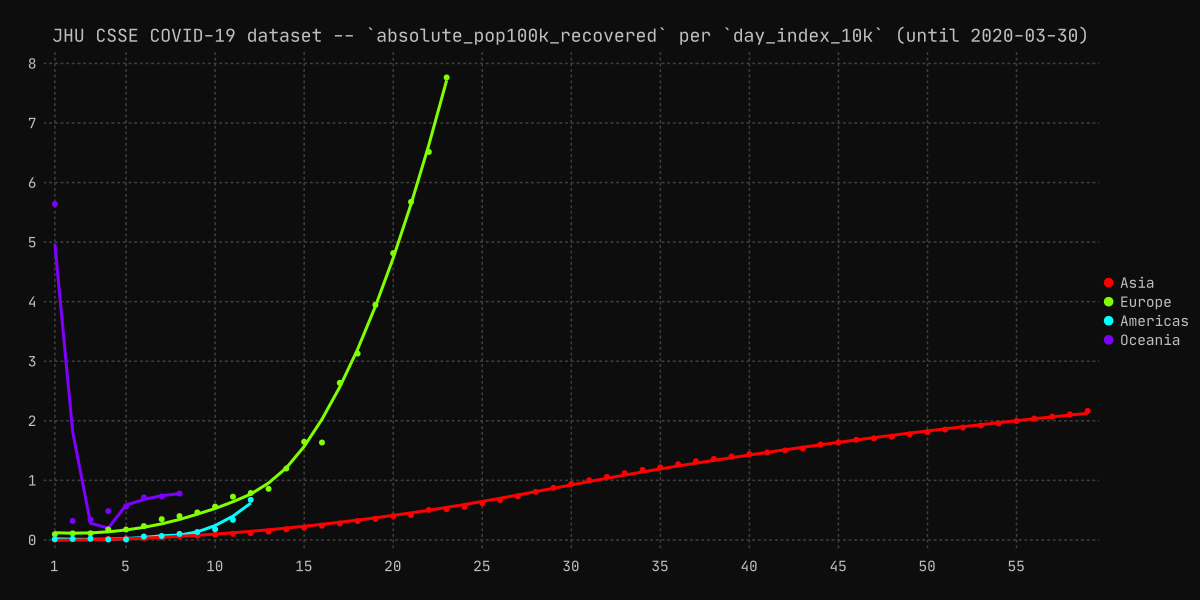 JHU CSSE COVID-19 dataset -- `absolute_pop100k_recovered` per `day_index_10k` (until 2020-03-30)
8
7
6
5
4
3
2
1
0
1 5 10 15 20 25 30 35 40 45 50 55
Asia
Europe
Americas
Oceania